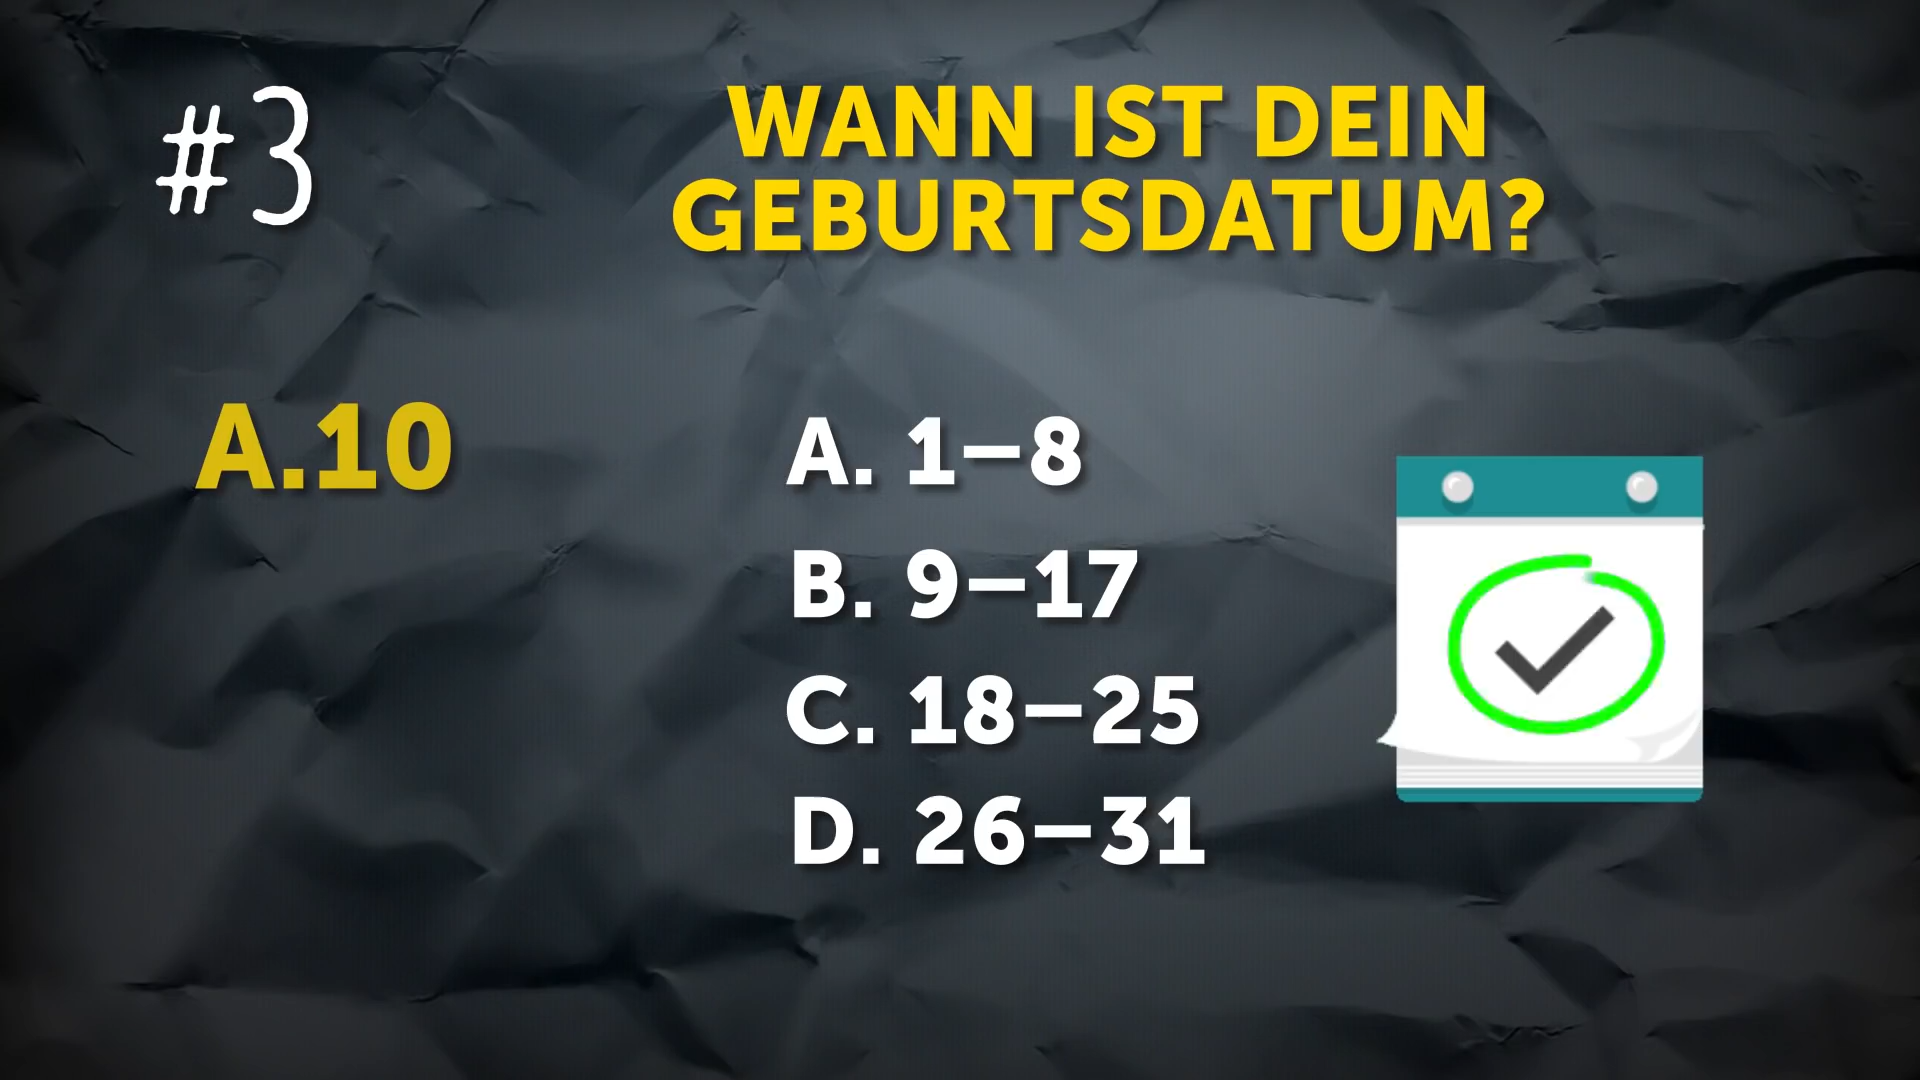 #3
WANN IST DEIN
GEBURTSDATUM?
A.10
A. 1–8
B. 9–17
C. 18–25
D. 26–31